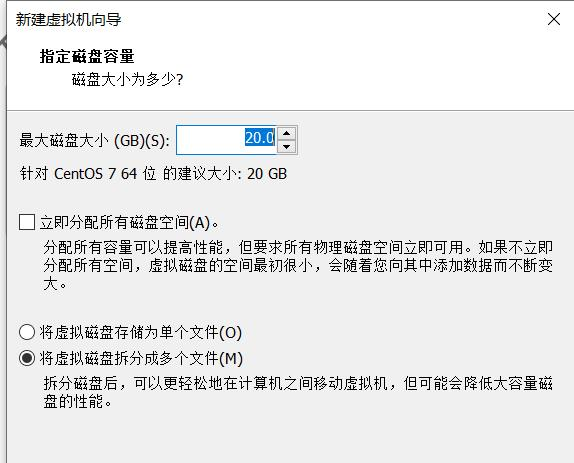 新建虚拟机向导
指定磁盘容量
磁盘大小为多少?
最大磁盘大小 (GB)(S): 20.0
针对 CentOS 7 64 位 的建议大小: 20 GB
立即分配所有磁盘空间(A)。
分配所有容量可以提高性能，但要求所有物理磁盘空间立即可用。如果不立即
分配所有空间，虚拟磁盘的空间最初很小，会随着您向其中添加数据而不断变
大。
将虚拟磁盘存储为单个文件(O)
将虚拟磁盘拆分成多个文件(M)
拆分磁盘后，可以更轻松地在计算机之间移动虚拟机，但可能会降低大容量磁
盘的性能。